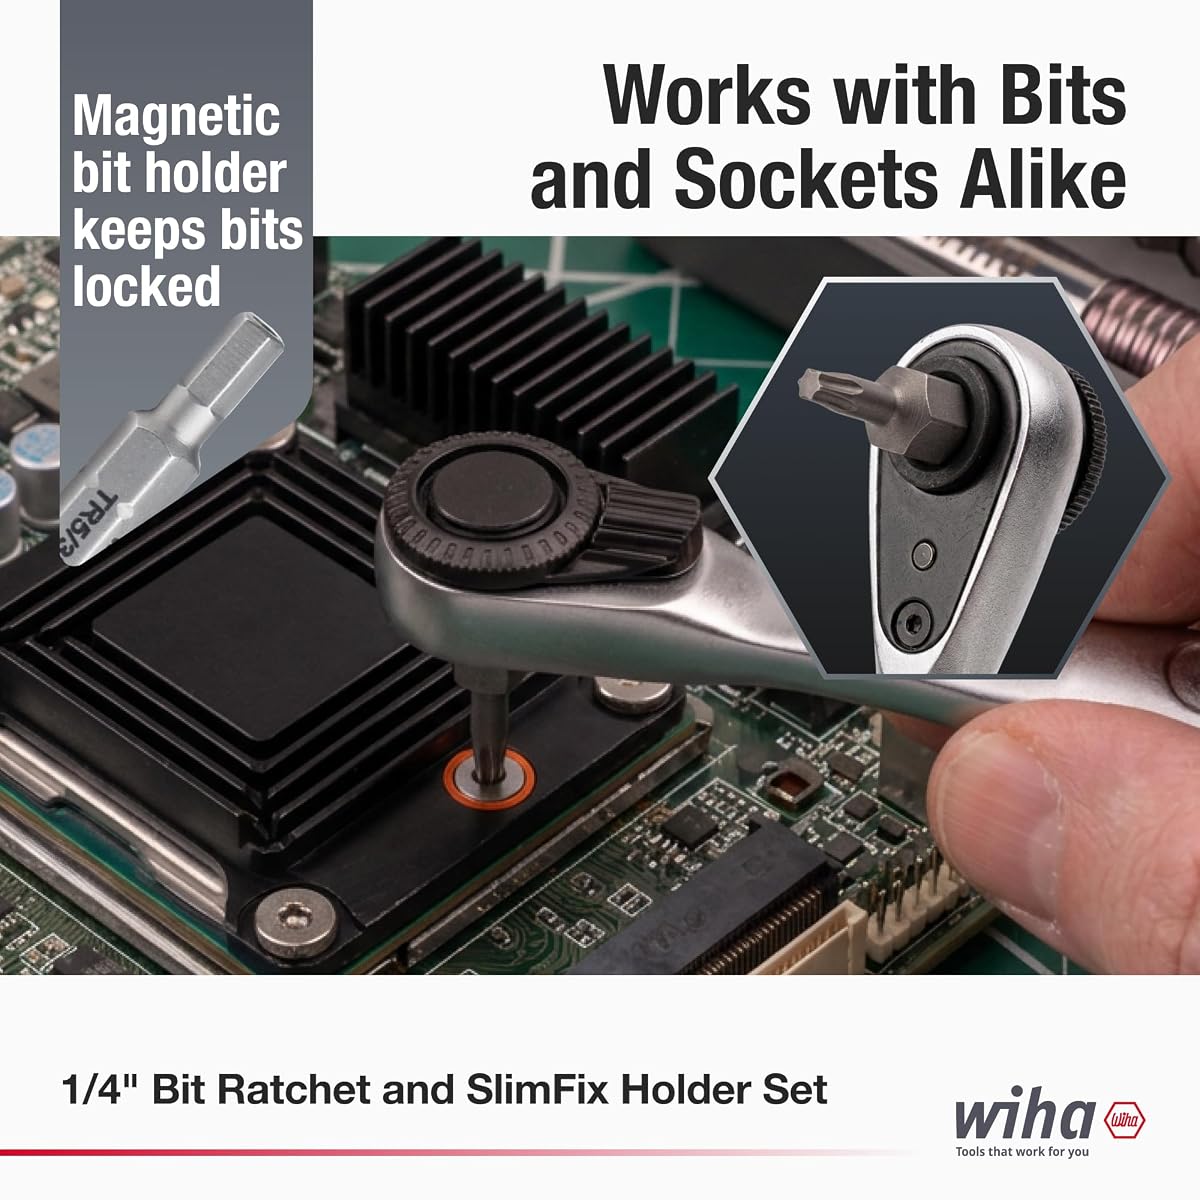 Magnetic
bit holder
keeps bits
locked
Works with Bits
and Sockets Alike
1/4" Bit Ratchet and SlimFix Holder Set
wiha
Wiha
Tools that work for you